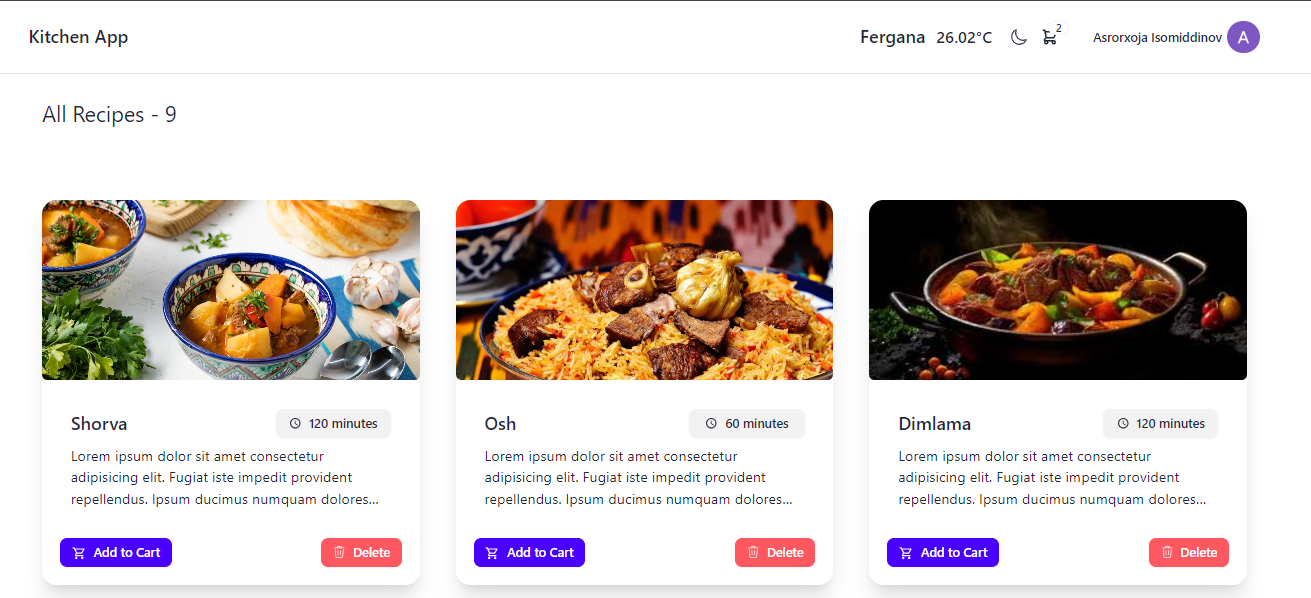 Kitchen App
Fergana 26.02°C 2 Asrorxoja Isomiddinov A
All Recipes - 9
Shorva 120 minutes
Lorem ipsum dolor sit amet consectetur
adipisicing elit. Fugiat iste impedit provident
repellendus. Ipsum ducimus numquam dolores...
Add to Cart Delete
Osh 60 minutes
Lorem ipsum dolor sit amet consectetur
adipisicing elit. Fugiat iste impedit provident
repellendus. Ipsum ducimus numquam dolores...
Add to Cart Delete
Dimlama 120 minutes
Lorem ipsum dolor sit amet consectetur
adipisicing elit. Fugiat iste impedit provident
repellendus. Ipsum ducimus numquam dolores...
Add to Cart Delete